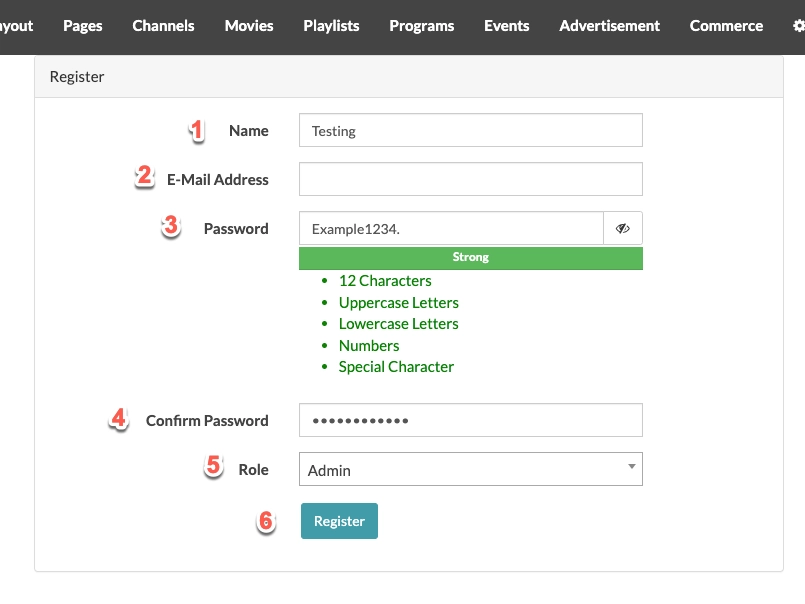 yout Pages Channels Movies Playlists Programs Events Advertisement Commerce
Register
1 Name Testing
2 E-Mail Address
3 Password Example1234.
Strong
• 12 Characters
• Uppercase Letters
• Lowercase Letters
• Numbers
• Special Character
4 Confirm Password ••••••••••••
5 Role Admin
6 Register